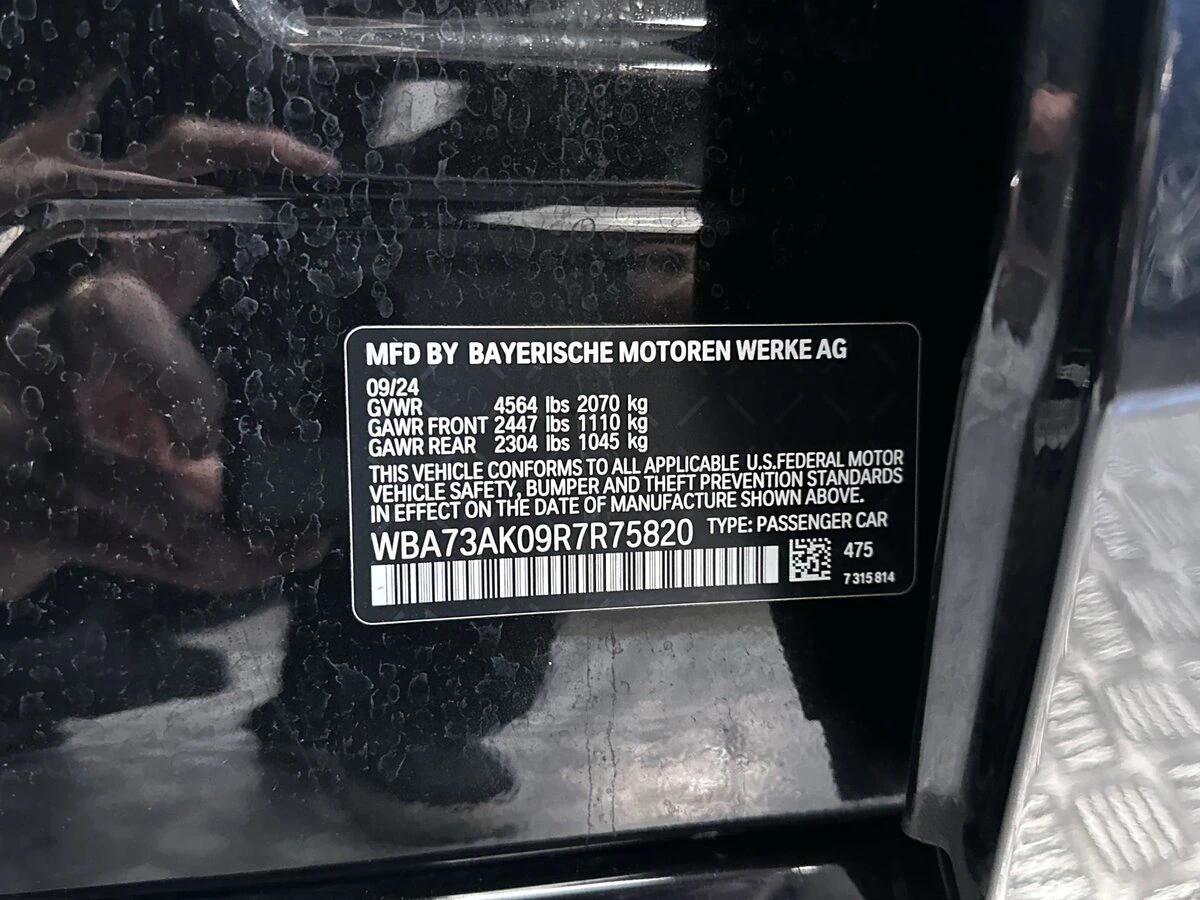 MFD BY BAYERISCHE MOTOREN WERKE AG
09/24
GVWR 4564 lbs 2070 kg
GAWR FRONT 2447 lbs 1110 kg
GAWR REAR 2304 lbs 1045 kg
THIS VEHICLE CONFORMS TO ALL APPLICABLE U.S.FEDERAL MOTOR
VEHICLE SAFETY, BUMPER AND THEFT PREVENTION STANDARDS
IN EFFECT ON THE DATE OF MANUFACTURE SHOWN ABOVE.
WBA73AK09R7R75820 TYPE: PASSENGER CAR
475
7 315 814